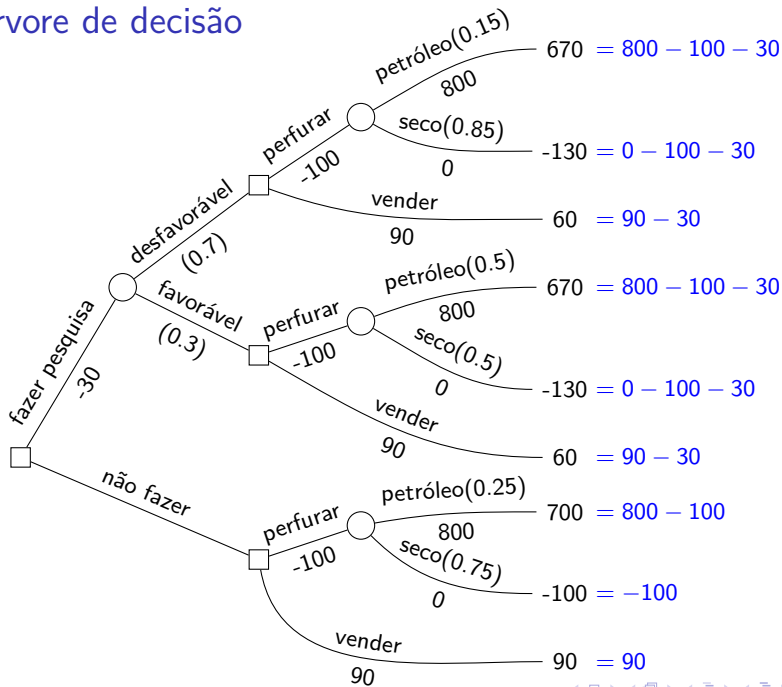 rvore de decisão
petróleo(0.15)
800
670 = 800 − 100 − 30
perfurar
-100
seco(0.85)
0
-130 = 0 − 100 − 30
vender
90
60 = 90 − 30
desfavorável
(0.7)
petróleo(0.5)
800
670 = 800 − 100 − 30
favorável
(0.3)
perfurar
-100
seco(0.5)
0
-130 = 0 − 100 − 30
fazer pesquisa
-30
vender
90
60 = 90 − 30
não fazer
petróleo(0.25)
800
700 = 800 − 100
perfurar
-100
seco(0.75)
0
-100 = −100
vender
90
90 = 90